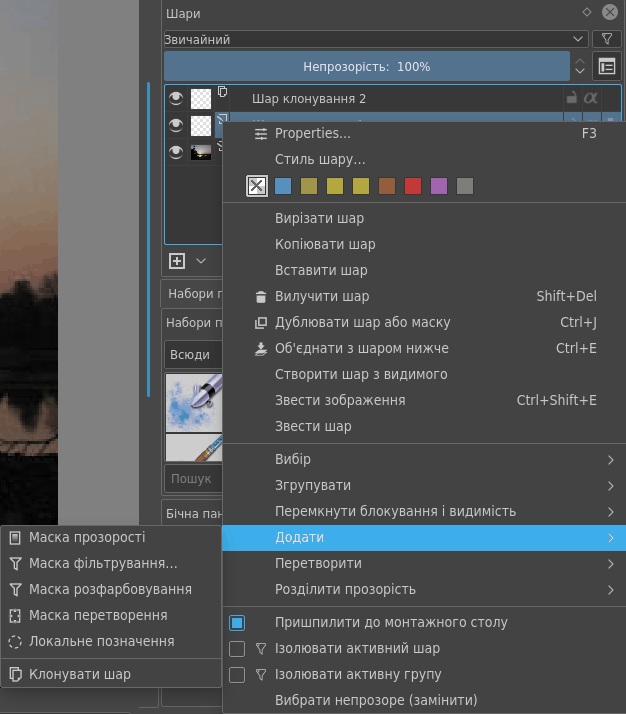 Шари
Звичайний
Непрозорість: 100%
Шар клонування 2
Properties... F3
Стиль шару...
Вирізати шар
Копіювати шар
Вставити шар
Вилучити шар Shift+Del
Дублювати шар або маску Ctrl+J
Об'єднати з шаром нижче Ctrl+E
Створити шар з видимого
Звести зображення Ctrl+Shift+E
Звести шар
Вибір
Згрупувати
Перемкнути блокування і видимість
Додати
Перетворити
Розділити прозорість
Пришпилити до монтажного столу
Ізолювати активний шар
Ізолювати активну групу
Вибрати непрозоре (замінити)
Набори п
Набори п
Всюди
Пошук
Бічна пан
Маска прозорості
Маска фільтрування...
Маска розфарбовування
Маска перетворення
Локальне позначення
Клонувати шар